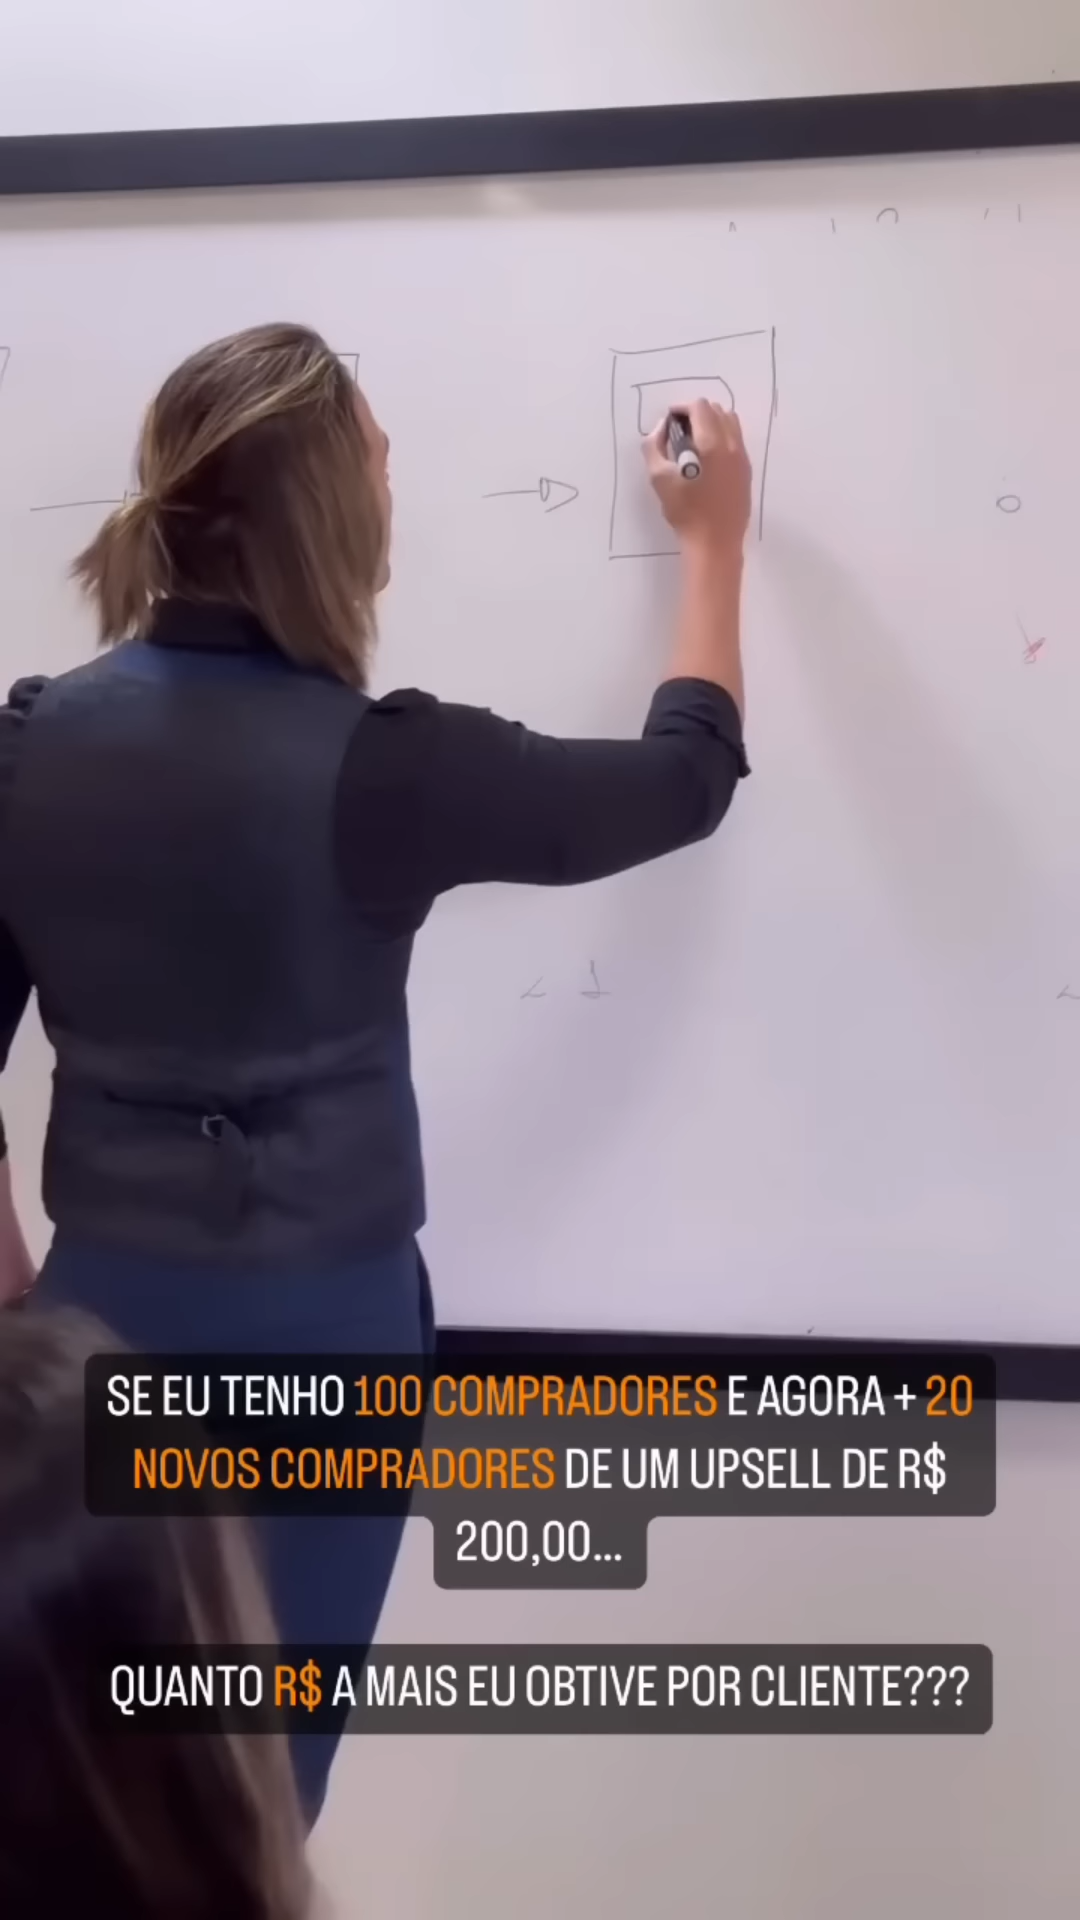 SE EU TENHO 100 COMPRADORES E AGORA + 20
NOVOS COMPRADORES DE UM UPSELL DE R$
200,00...
QUANTO R$ A MAIS EU OBTIVE POR CLIENTE???